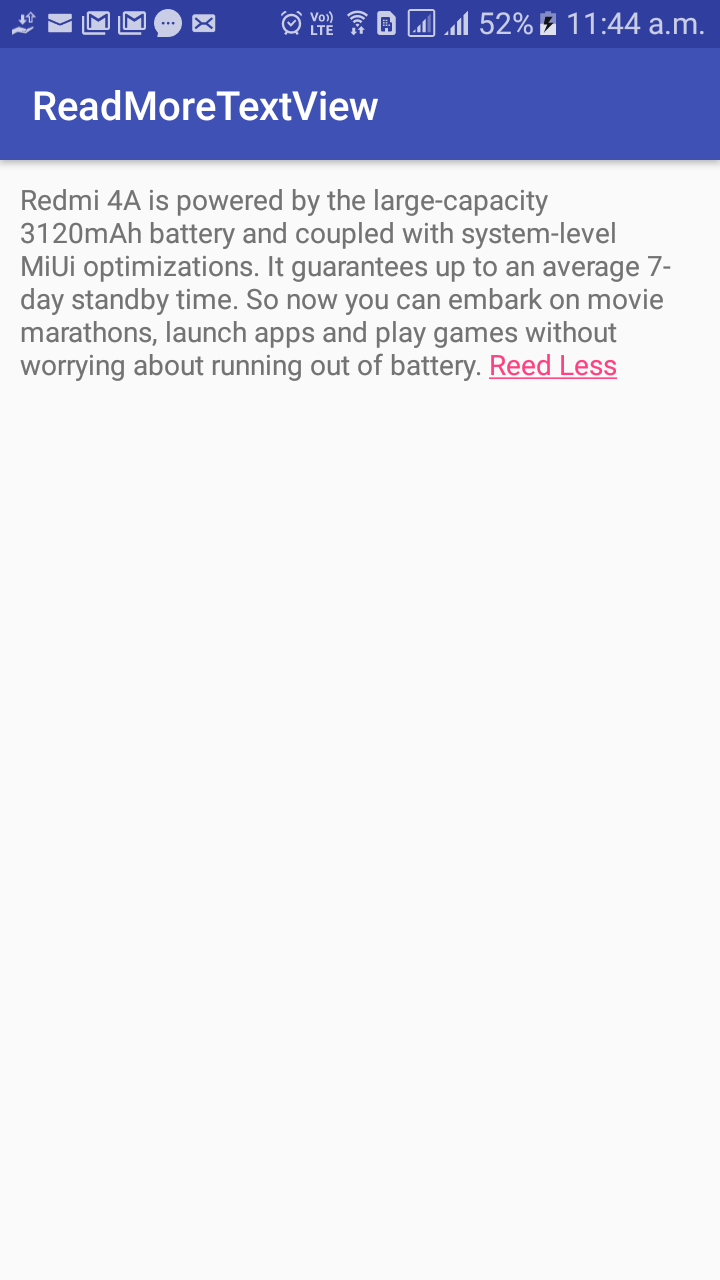 Vo)) LTE 52% 11:44 a.m.
ReadMoreTextView
Redmi 4A is powered by the large-capacity
3120mAh battery and coupled with system-level
MiUi optimizations. It guarantees up to an average 7-
day standby time. So now you can embark on movie
marathons, launch apps and play games without
worrying about running out of battery. Reed Less